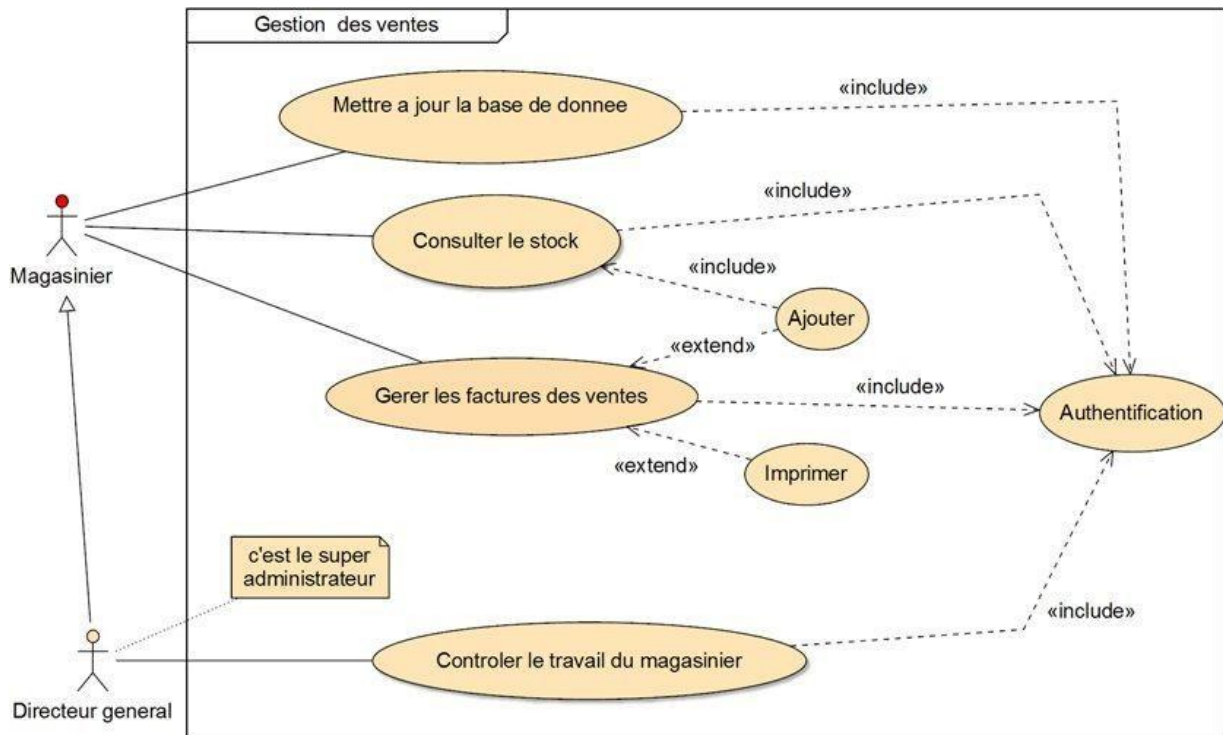 Gestion des ventes
Mettre a jour la base de donnee
«include»
«include»
Consulter le stock
Magasinier
«include»
Ajouter
«extend»
Gerer les factures des ventes
«include»
Authentification
«extend»
Imprimer
c'est le super
administrateur
«include»
Controler le travail du magasinier
Directeur general